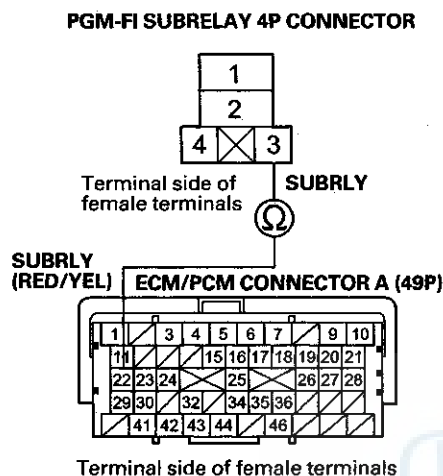 PGM-FI SUBRELAY 4P CONNECTOR
1
2
4 3
Terminal side of
female terminals
SUBRLY
Ω
SUBRLY
(RED/YEL)
ECM/PCM CONNECTOR A (49P)
1 3 4 5 6 7 9 10
11 15 16 17 18 19 20 21
22 23 24 25 26 27 28
29 30 32 34 35 36
41 42 43 44 46
Terminal side of female terminals